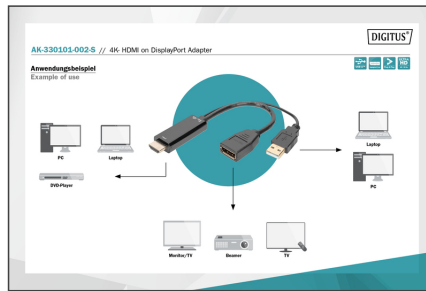 DIGITUS®
AK-330101-002-S // 4K- HDMI on DisplayPort Adapter
Anwendungsbeispiel
Example of use
PC
Laptop
DVD-Player
Laptop
PC
Monitor/TV
Beamer
TV